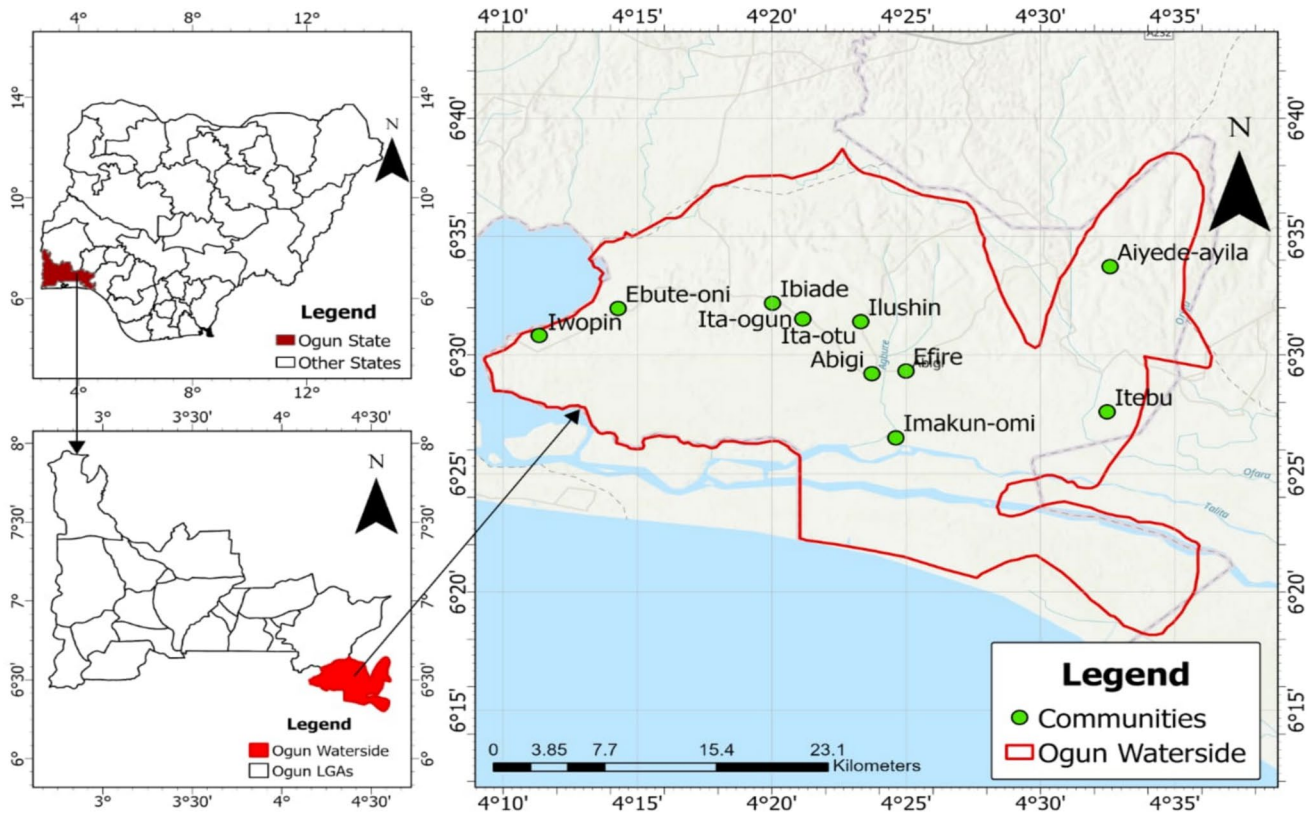 4° 8° 12°
14°
10°
6°
14°
10°
6°
N
Legend
Ogun State
Other States
4° 8° 12°
3° 3°30' 4° 4°30'
8°
7°30'
7°
6°30'
6°
8°
7°30'
7°
6°30'
6°
N
Legend
Ogun Waterside
Ogun LGAs
3° 3°30' 4° 4°30'
4°10' 4°15' 4°20' 4°25' 4°30' 4°35'
6°40'
6°35'
6°30'
6°25'
6°20'
6°15'
6°40'
6°35'
6°30'
6°25'
6°20'
6°15'
A232
N
Aiyede-ayila
Ebute-oni
Ibiade
Iwopin
Ita-ogun
Ilushin
Ita-otu
Abigi
Efire
Abigi
Itebu
Imakun-omi
Ofara
Talita
Legend
Communities
Ogun Waterside
0 3.85 7.7 15.4 23.1
Kilometers
4°10' 4°15' 4°20' 4°25' 4°30' 4°35'